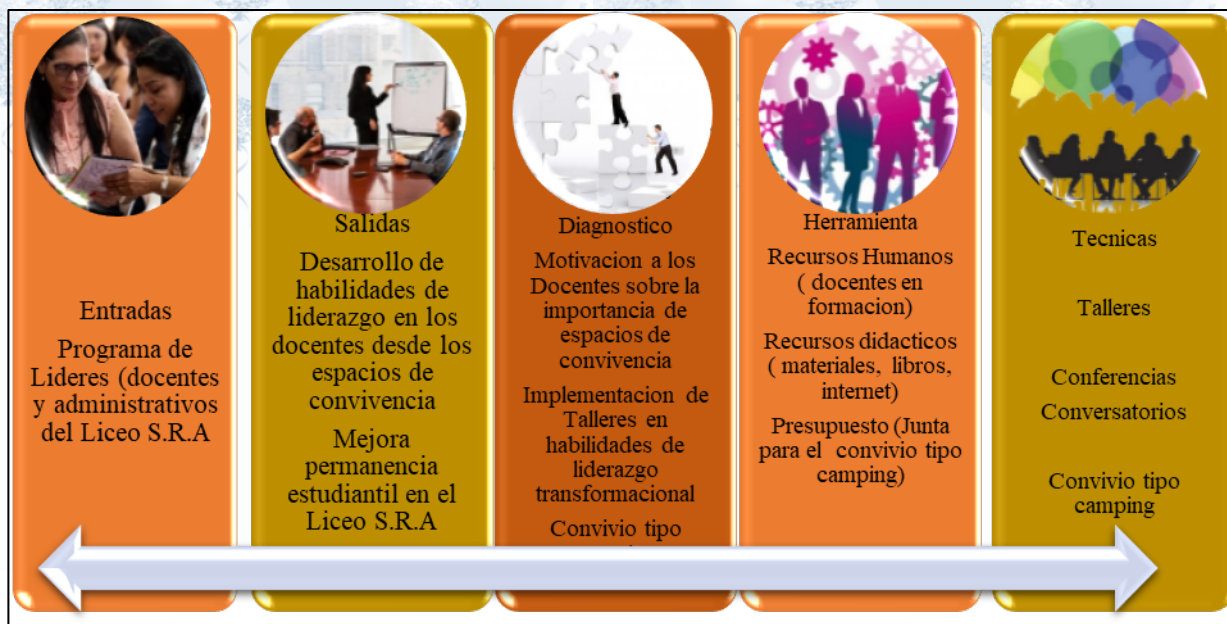 Entradas
Programa de
Lideres (docentes
y administrativos
del Liceo S.R.A
Salidas
Desarrollo de
habilidades de
liderazgo en los
docentes desde los
espacios de
convivencia
Mejora
permanencia
estudiantil en el
Liceo S.R.A
Diagnostico
Motivacion a los
Docentes sobre la
importancia de
espacios de
convivencia
Implementacion de
Talleres en
habilidades de
liderazgo
transformacional
Convivio tipo
Herramienta
Recursos Humanos
( docentes en
formacion)
Recursos didacticos
( materiales, libros,
internet)
Presupuesto (Junta
para el convivio tipo
camping)
Tecnicas
Talleres
Conferencias
Conversatorios
Convivio tipo
camping